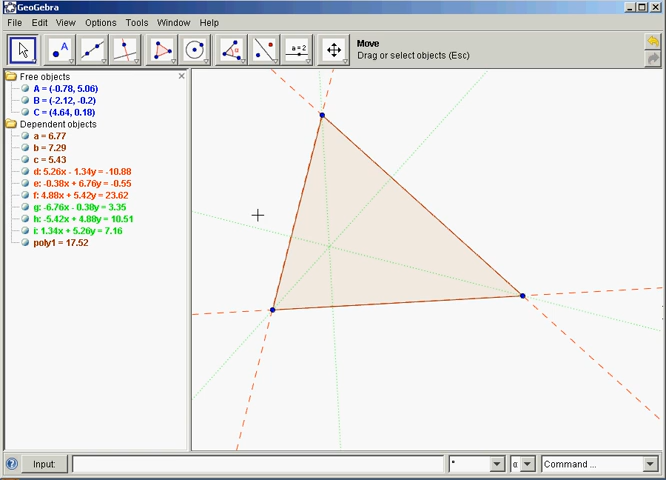 GeoGebra
File Edit View Options Tools Window Help
A
α
a = 2
Move
Drag or select objects (Esc)
Free objects
A = (-0.78, 5.06)
B = (-2.12, -0.2)
C = (4.64, 0.18)
Dependent objects
a = 6.77
b = 7.29
c = 5.43
d: 5.26x - 1.34y = -10.88
e: -0.38x + 6.76y = -0.55
f: 4.88x + 5.42y = 23.62
g: -6.76x - 0.38y = 3.35
h: -5.42x + 4.88y = 10.51
i: 1.34x + 5.26y = 7.16
poly1 = 17.52
Input: ° α Command ...